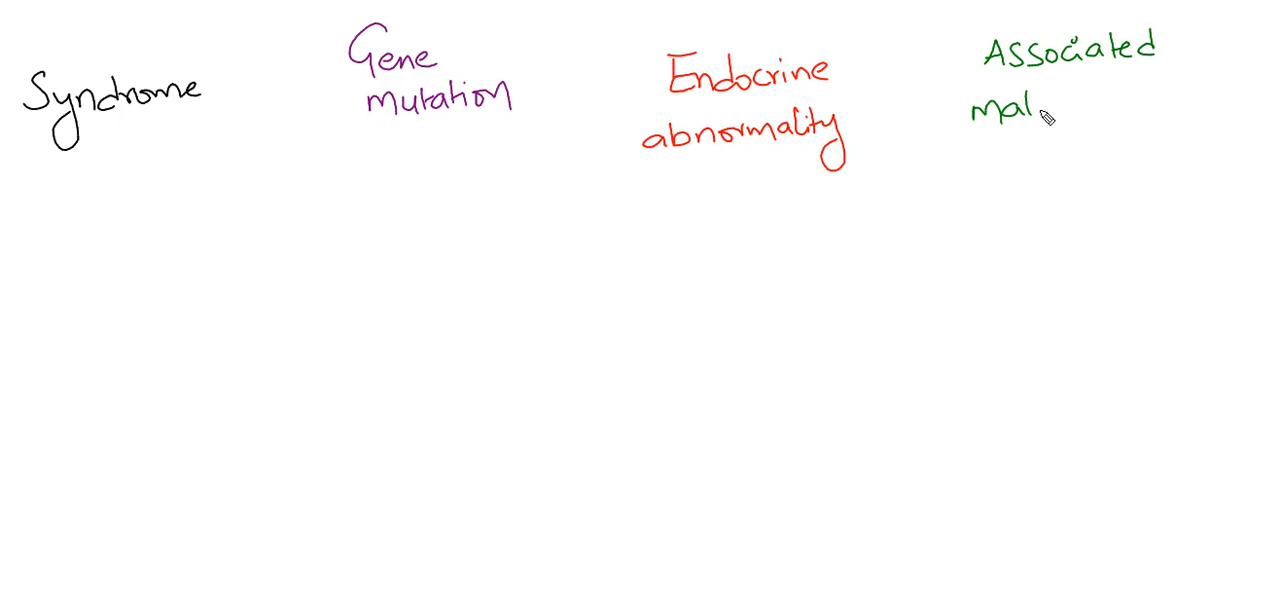 Syndrome
Gene
mutation
Endocrine
abnormality
Associated
mal